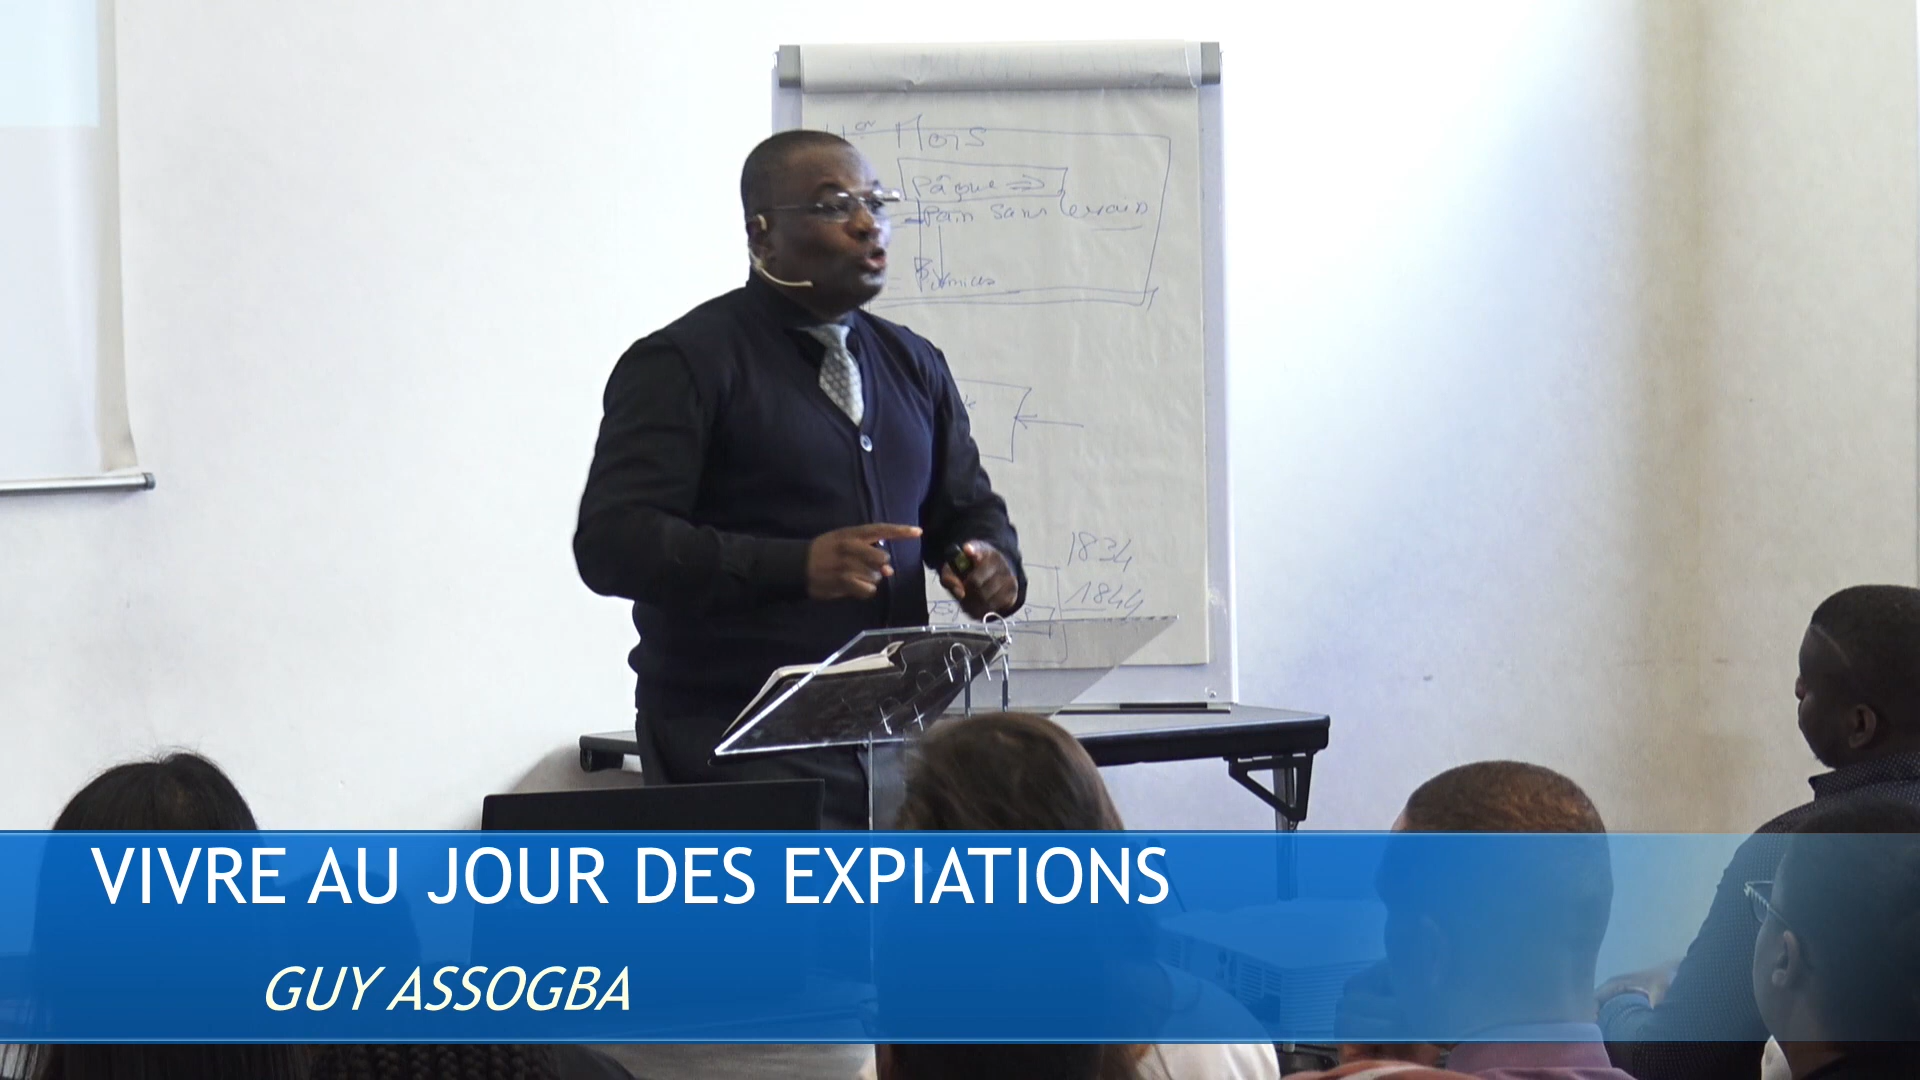 1er Mois
Pâque =>
Pain sans levain
Prémices
1834
1844
VIVRE AU JOUR DES EXPIATIONS
GUY ASSOGBA